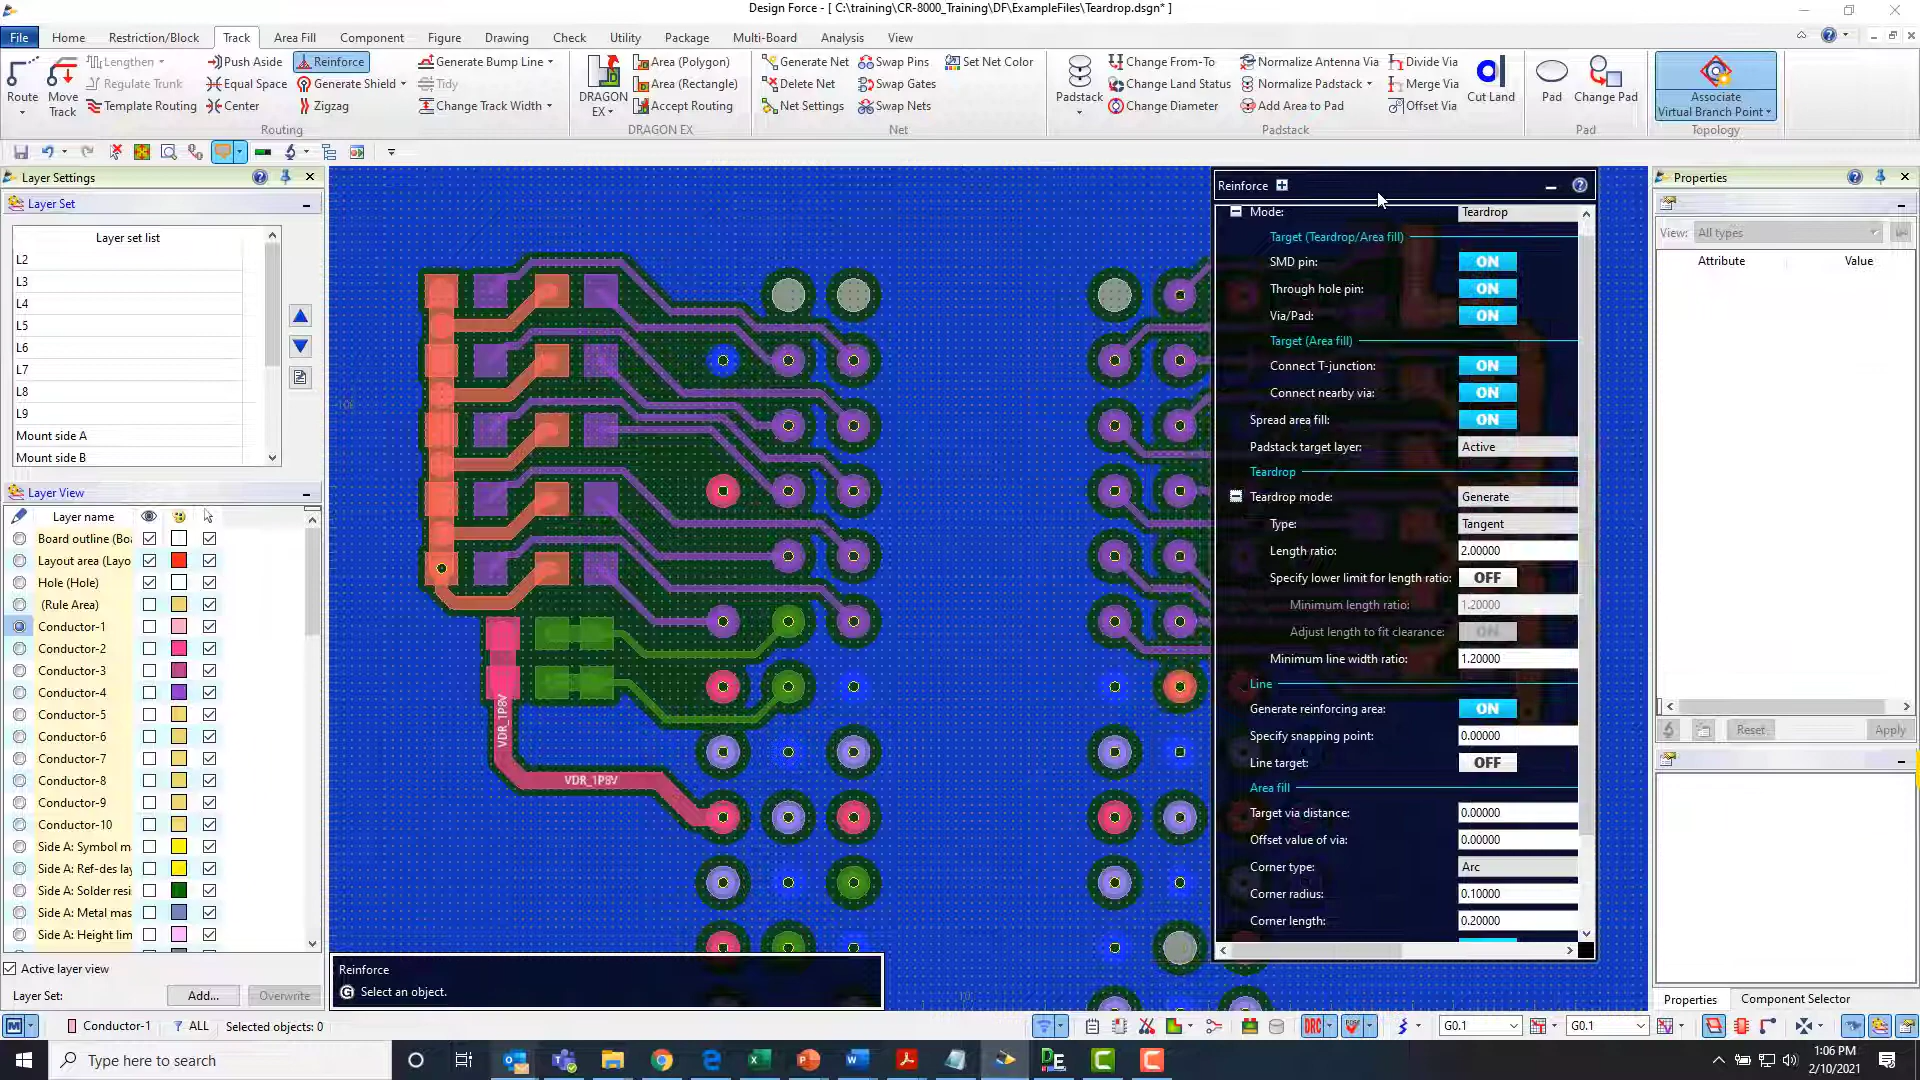 Design Force - [ C:\training\CR-8000_Training\DF\ExampleFiles\Teardrop.dsgn* ]
File Home Restriction/Block Track Area Fill Component Figure Drawing Check Utility Package Multi-Board Analysis View
Lengthen Push Aside Reinforce Generate Bump Line Area (Polygon) Generate Net Swap Pins Set Net Color Change From-To Normalize Antenna Via Divide Via
Regulate Trunk Equal Space Generate Shield Tidy Area (Rectangle) Delete Net Swap Gates Change Land Status Normalize Padstack Merge Via
Route Move Track Template Routing Center Zigzag Change Track Width DRAGON EX Accept Routing Net Settings Swap Nets Padstack Change Diameter Add Area to Pad Offset Via Cut Land Pad Change Pad Associate Virtual Branch Point
Routing DRAGON EX Net Padstack Pad Topology
Layer Settings
Layer Set
Layer set list
L2
L3
L4
L5
L6
L7
L8
L9
Mount side A
Mount side B
Layer View
Layer name
Board outline (Boa
Layout area (Layo
Hole (Hole)
(Rule Area)
Conductor-1
Conductor-2
Conductor-3
Conductor-4
Conductor-5
Conductor-6
Conductor-7
Conductor-8
Conductor-9
Conductor-10
Side A: Symbol m
Side A: Ref-des lay
Side A: Solder resi
Side A: Metal mas
Side A: Height lim
Active layer view
Layer Set: Add... Overwrite
VDR_1P8V
VDR_1P8V
Reinforce
Select an object.
Reinforce
Mode: Teardrop
Target (Teardrop/Area fill)
SMD pin: ON
Through hole pin: ON
Via/Pad: ON
Target (Area fill)
Connect T-junction: ON
Connect nearby via: ON
Spread area fill: ON
Padstack target layer: Active
Teardrop
Teardrop mode: Generate
Type: Tangent
Length ratio: 2.00000
Specify lower limit for length ratio: OFF
Minimum length ratio: 1.20000
Adjust length to fit clearance: ON
Minimum line width ratio: 1.20000
Line
Generate reinforcing area: ON
Specify snapping point: 0.00000
Line target: OFF
Area fill
Target via distance: 0.00000
Offset value of via: 0.00000
Corner type: Arc
Corner radius: 0.10000
Corner length: 0.20000
Properties
View: All types
Attribute Value
Reset Apply
Properties Component Selector
Conductor-1 ALL Selected objects: 0 DRC G0.1 G0.1
Type here to search
1:06 PM
2/10/2021